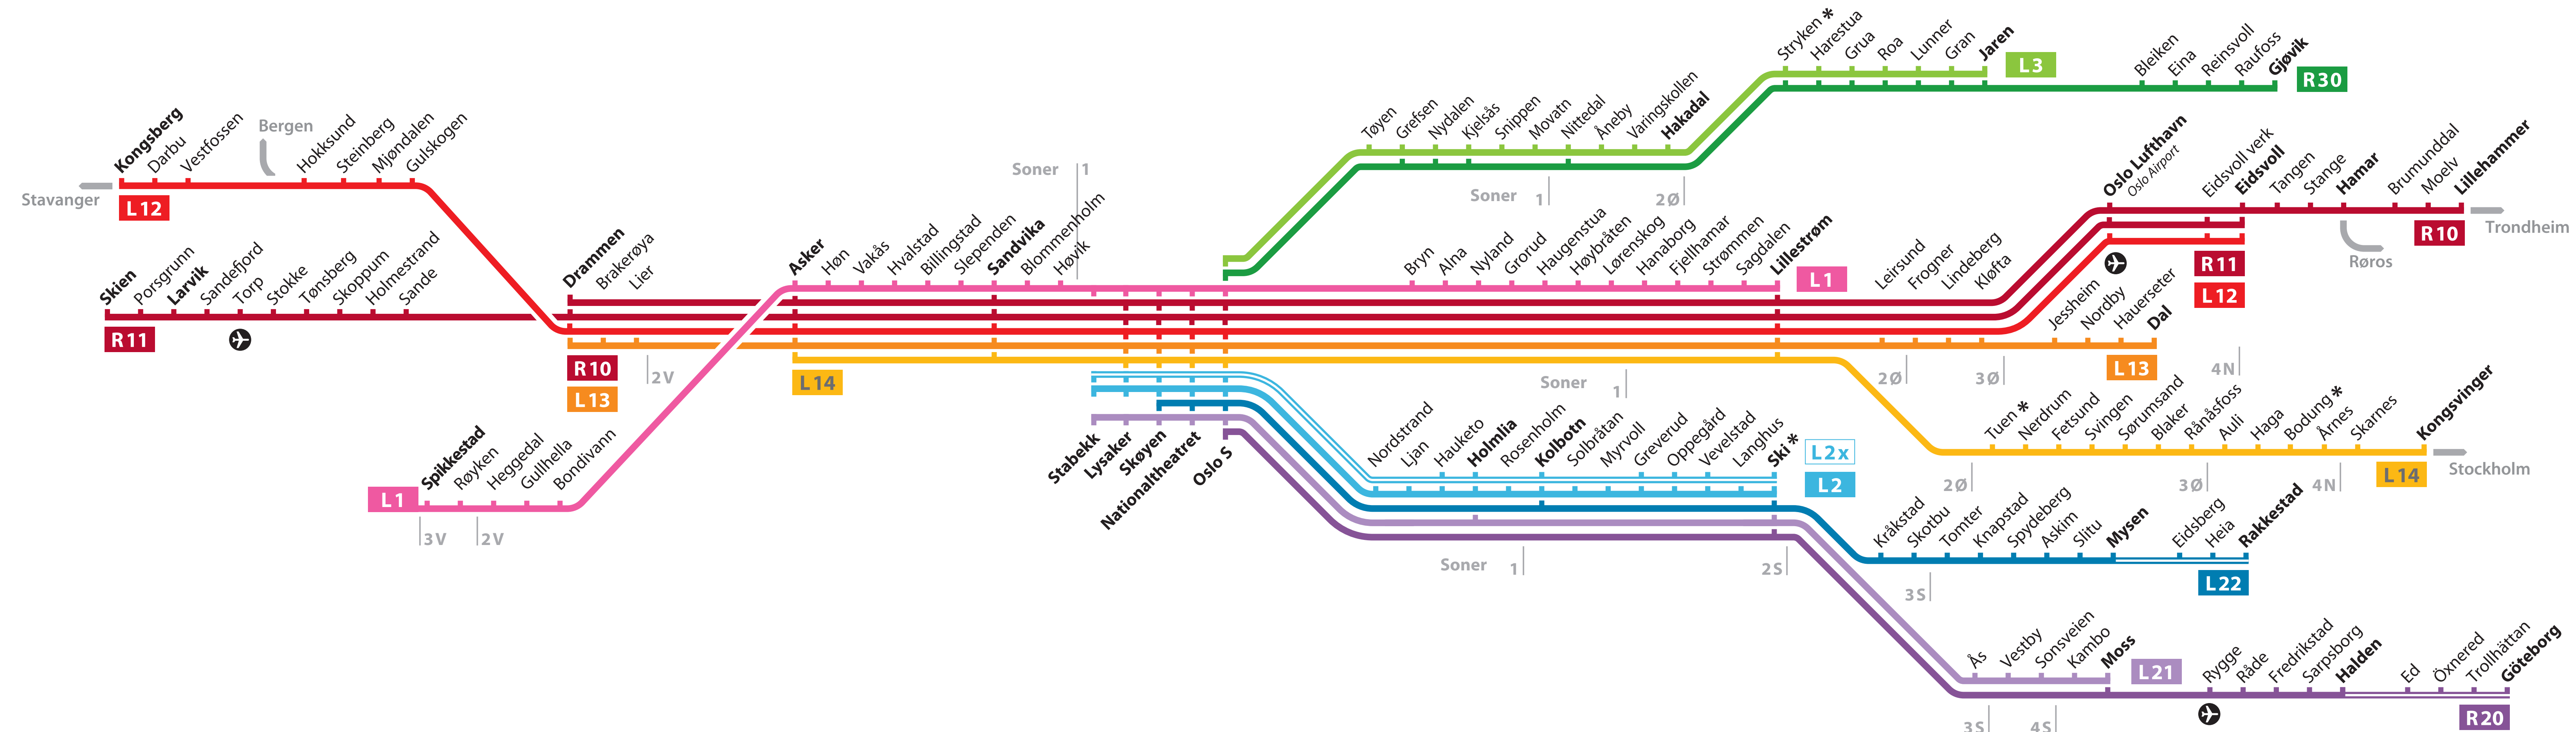 Stryken *
Harestua
Grua
Roa
Lunner
Gran
Jaren
L3
Bleiken
Eina
Reinsvoll
Raufoss
Gjøvik
R30
Tøyen
Grefsen
Nydalen
Kjelsås
Snippen
Movatn
Nittedal
Åneby
Varingskollen
Hakadal
Soner
1
2Ø
Kongsberg
Darbu
Vestfossen
Bergen
Hokksund
Steinberg
Mjøndalen
Gulskogen
Stavanger
L12
Soner
1
Oslo Lufthavn
Oslo Airport
Eidsvoll verk
Eidsvoll
Tangen
Stange
Hamar
Brumunddal
Moelv
Lillehammer
R10
Trondheim
Røros
R11
L12
Skien
Porsgrunn
Larvik
Sandefjord
Torp
Stokke
Tønsberg
Skoppum
Holmestrand
Sande
R11
Drammen
Brakerøya
Lier
R10
L13
2V
Asker
Høn
Vakås
Hvalstad
Billingstad
Slependen
Sandvika
Blommenholm
Høvik
L14
Bryn
Alna
Nyland
Grorud
Haugenstua
Høybråten
Lørenskog
Hanaborg
Fjellhamar
Strømmen
Sagdalen
Lillestrøm
L1
Leirsund
Frogner
Lindeberg
Kløfta
Jessheim
Nordby
Hauerseter
Dal
L13
2Ø
3Ø
4N
Soner
1
Spikkestad
Røyken
Heggedal
Gullhella
Bondivann
L1
3V
2V
Stabekk
Lysaker
Skøyen
Nationaltheatret
Oslo S
Nordstrand
Ljan
Hauketo
Holmlia
Rosenholm
Kolbotn
Solbråtan
Myrvoll
Greverud
Oppegård
Vevelstad
Langhus
Ski *
L2x
L2
Soner
1
2S
Tuen *
Nerdrum
Fetsund
Svingen
Sørumsand
Blaker
Rånåsfoss
Auli
Haga
Bodung *
Årnes
Skarnes
Kongsvinger
L14
Stockholm
2Ø
3Ø
4N
Kråkstad
Skotbu
Tomter
Knapstad
Spydeberg
Askim
Slitu
Mysen
Eidsberg
Heia
Rakkestad
L22
3S
Ås
Vestby
Sonsveien
Kambo
Moss
L21
Rygge
Råde
Fredrikstad
Sarpsborg
Halden
Ed
Öxnered
Trollhättan
Göteborg
R20
3S
4S